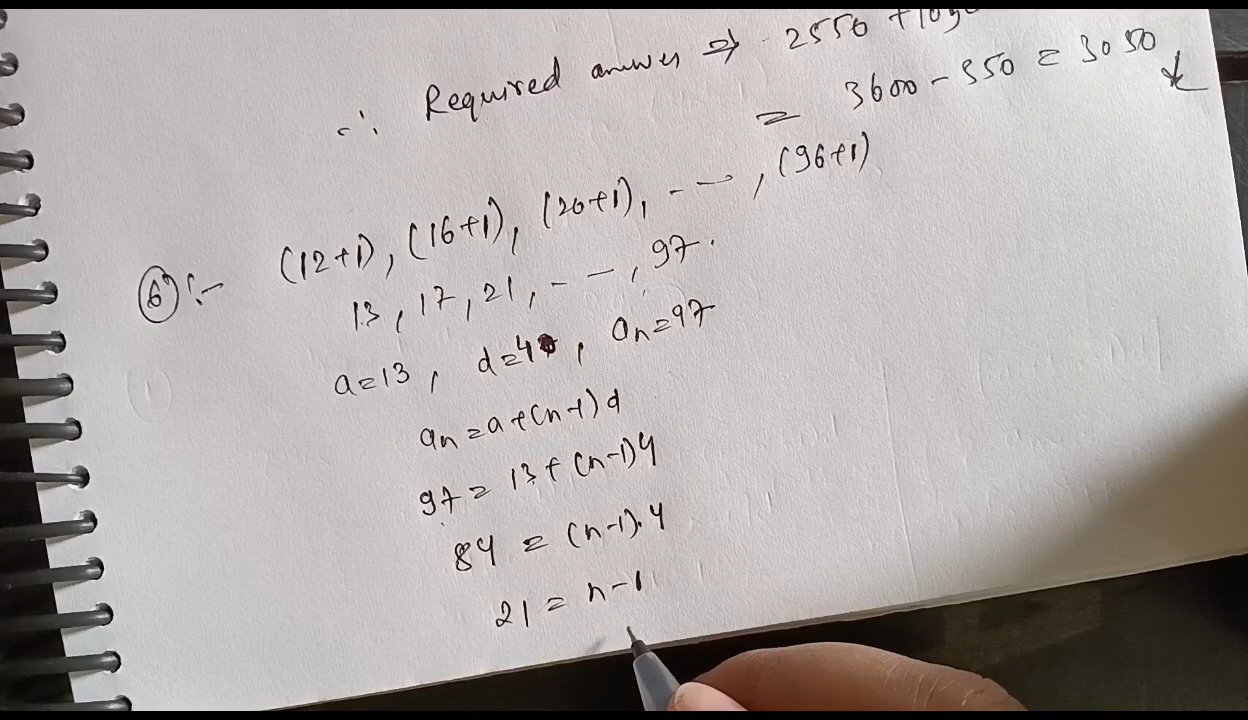 ∴ Required answer ⇒ 2550 +
= 3600 - 550 = 3050
(6) :- (12+1), (16+1), (20+1), - - , (96+1)
13, 17, 21, - - , 97.
a=13, d=4, an=97
an=a+(n-1)d
97 = 13+(n-1)4
84 = (n-1).4
21 = n-1